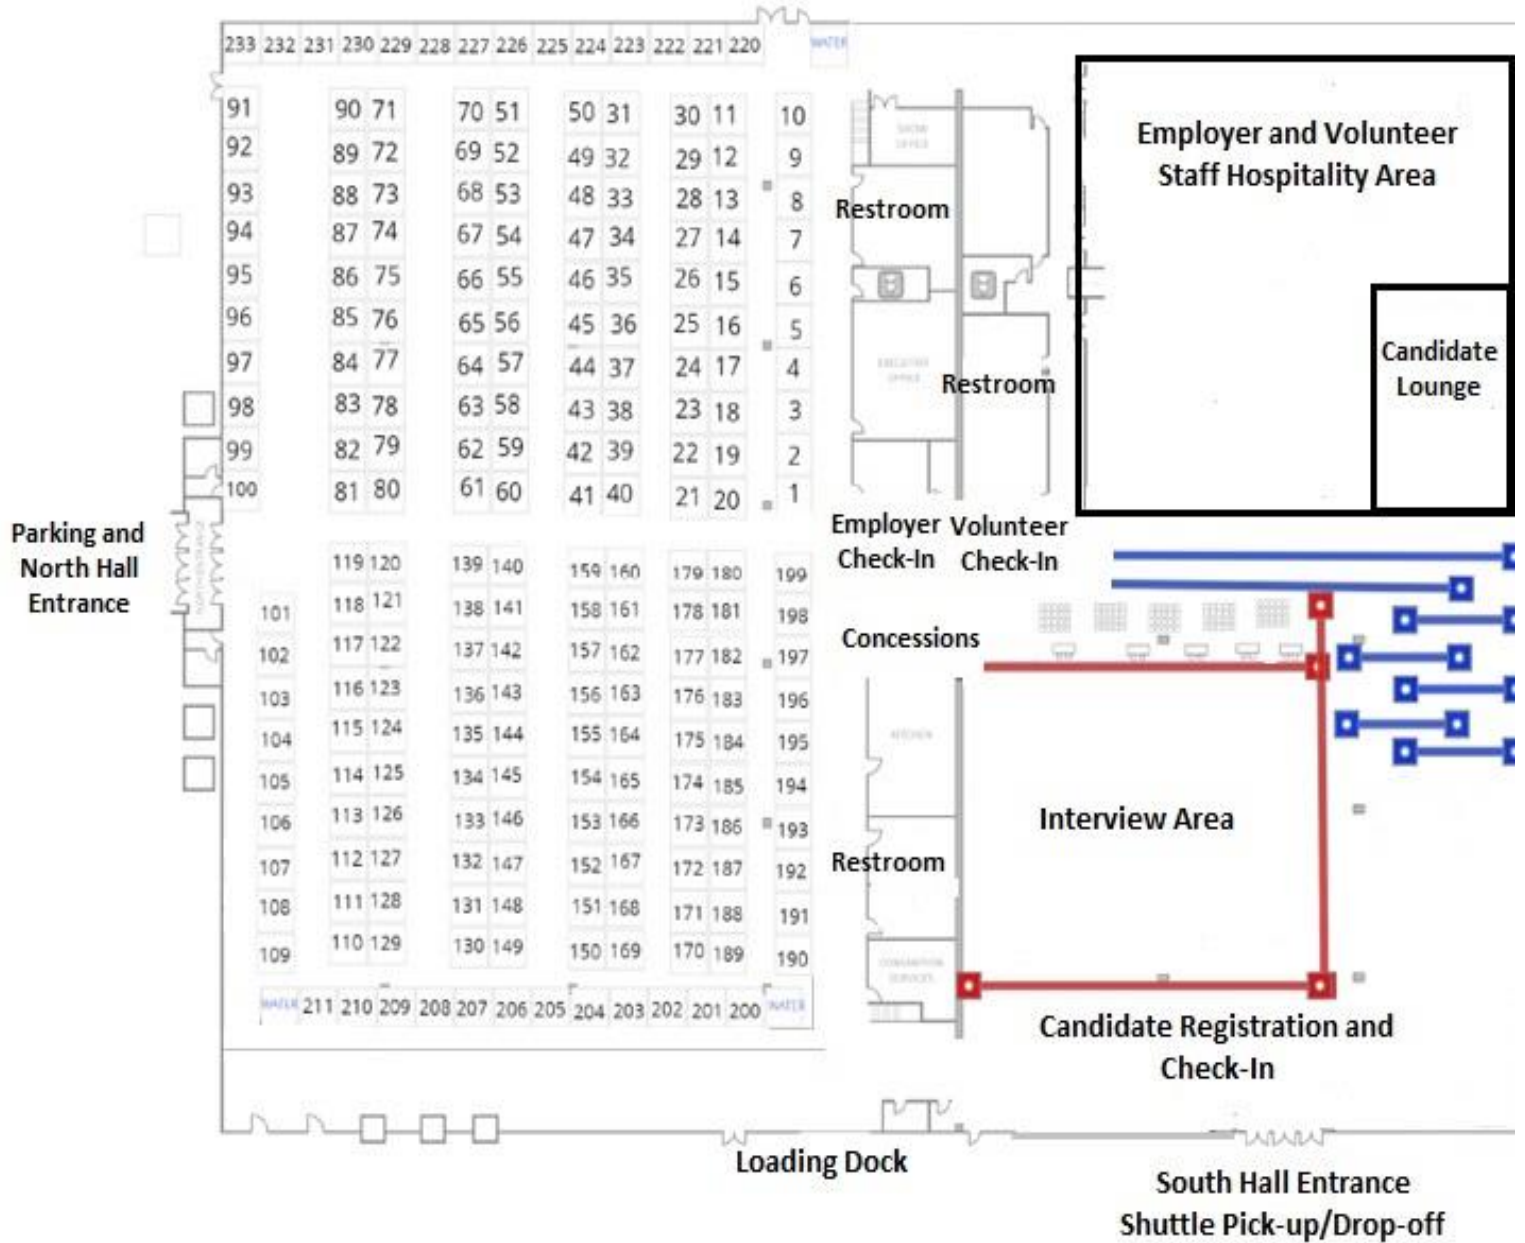 233 232 231 230 229 228 227 226 225 224 223 222 221 220 WATER
91 90 71 70 51 50 31 30 11 10
92 89 72 69 52 49 32 29 12 9
93 88 73 68 53 48 33 28 13 8
94 87 74 67 54 47 34 27 14 7
95 86 75 66 55 46 35 26 15 6
96 85 76 65 56 45 36 25 16 5
97 84 77 64 57 44 37 24 17 4
98 83 78 63 58 43 38 23 18 3
99 82 79 62 59 42 39 22 19 2
100 81 80 61 60 41 40 21 20 1
119 120 139 140 159 160 179 180 199
101 118 121 138 141 158 161 178 181 198
102 117 122 137 142 157 162 177 182 197
103 116 123 136 143 156 163 176 183 196
104 115 124 135 144 155 164 175 184 195
105 114 125 134 145 154 165 174 185 194
106 113 126 133 146 153 166 173 186 193
107 112 127 132 147 152 167 172 187 192
108 111 128 131 148 151 168 171 188 191
109 110 129 130 149 150 169 170 189 190
WATER 211 210 209 208 207 206 205 204 203 202 201 200 WATER
Parking and
North Hall
Entrance
SHOW
OFFICE
Restroom
EXECUTIVE
OFFICE
Restroom
Employer and Volunteer
Staff Hospitality Area
Candidate
Lounge
Employer
Check-In
Volunteer
Check-In
Concessions
KITCHEN
Restroom
CONVENTION
SERVICES
Interview Area
Candidate Registration and
Check-In
Loading Dock
South Hall Entrance
Shuttle Pick-up/Drop-off